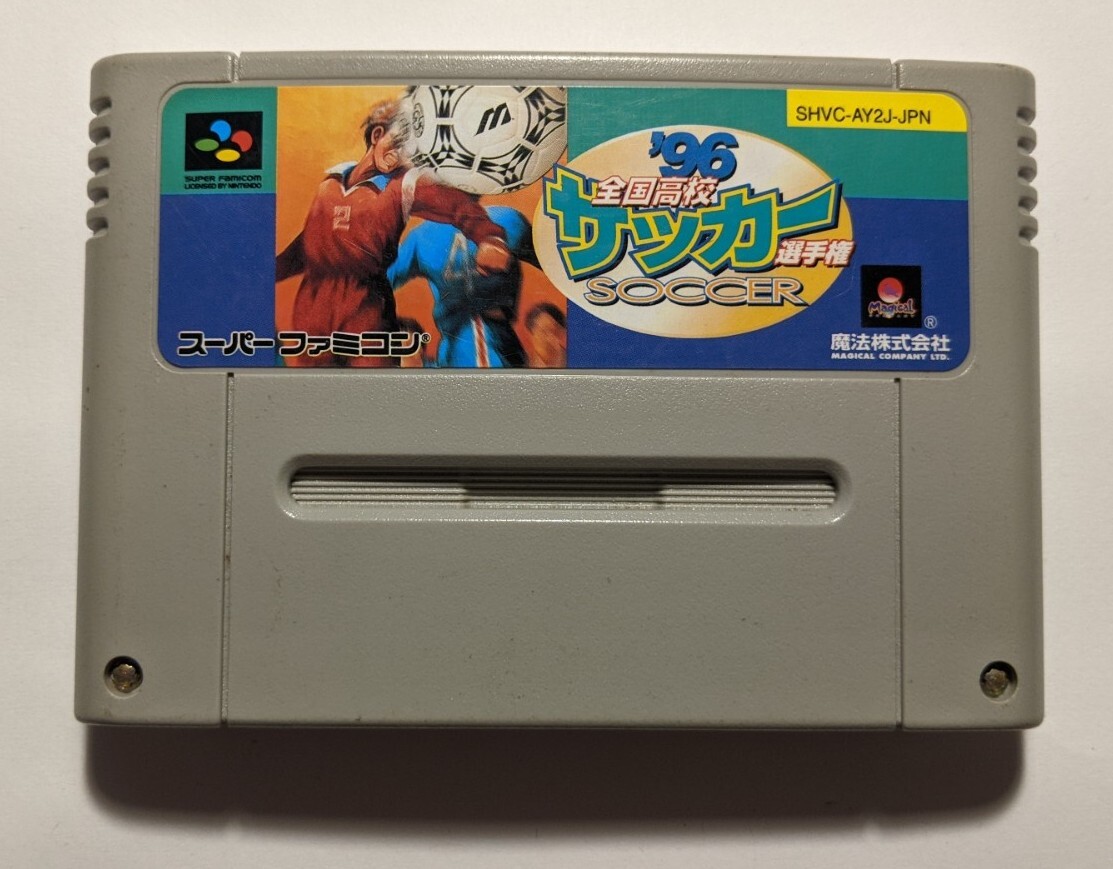 SHVC-AY2J-JPN
SUPER FAMICOM
LICENSED BY NINTENDO
'96
全国高校
サッカー
選手権
SOCCER
2
4
Magical
スーパーファミコン®
®
魔法株式会社
MAGICAL COMPANY LTD.